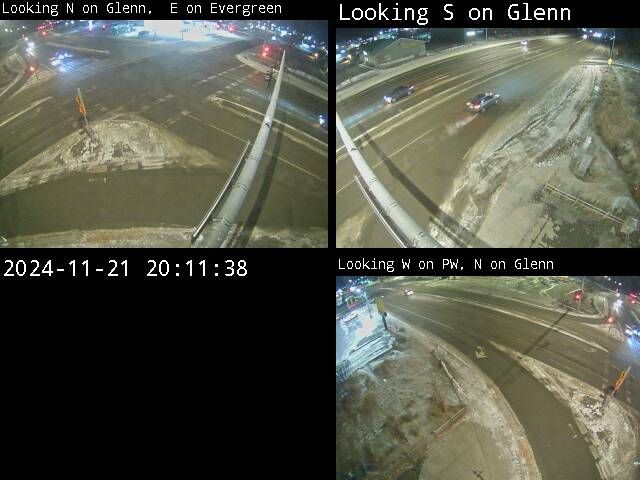 Looking N on Glenn, E on Evergreen
Looking S on Glenn
2024-11-21 20:11:38
Looking W on PW, N on Glenn